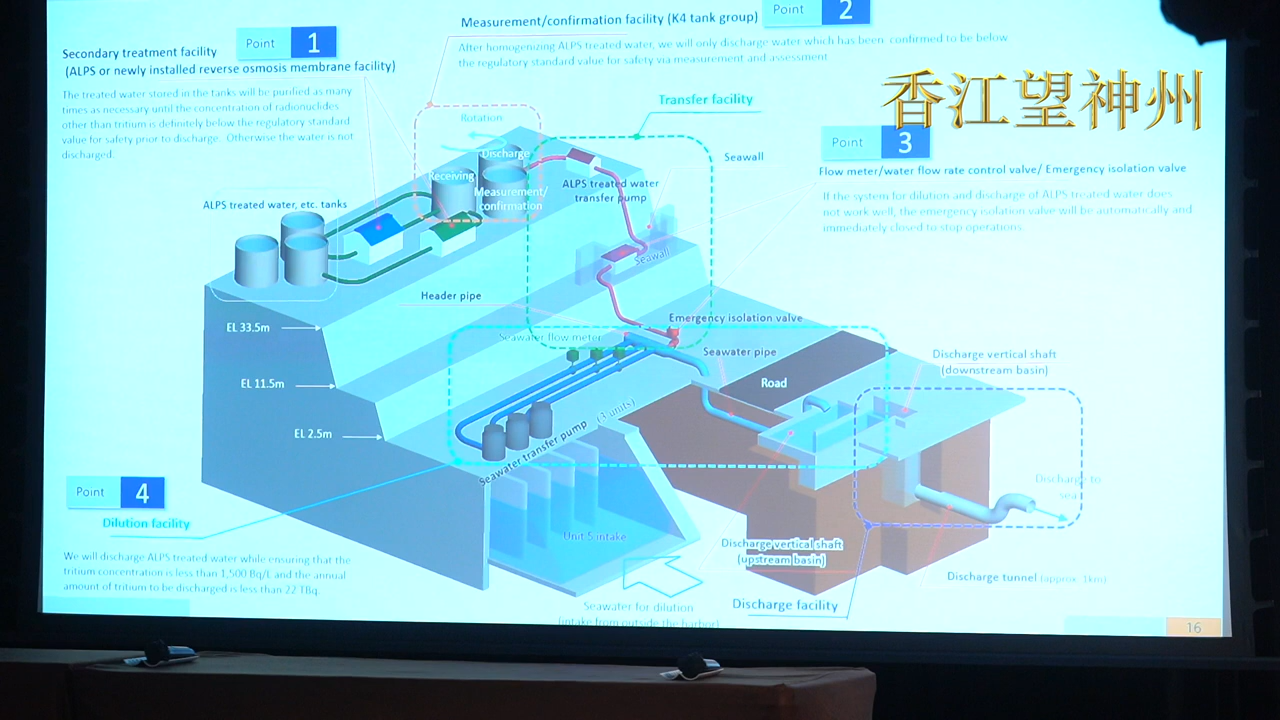 Measurement/confirmation facility (K4 tank group)
Point 2
After homogenizing ALPS treated water, we will only discharge water which has been confirmed to be below
the regulatory standard value for safety via measurement and assessment.
Point 1
Secondary treatment facility
(ALPS or newly installed reverse osmosis membrane facility)
The treated water stored in the tanks will be purified as many
times as necessary until the concentration of radionuclides
other than tritium is definitely below the regulatory standard
value for safety prior to discharge. Otherwise the water is not
discharged.
香江望神州
Transfer facility
Point 3
Flow meter/water flow rate control valve/ Emergency isolation valve
If the system for dilution and discharge of ALPS treated water does
not work well, the emergency isolation valve will be automatically and
immediately closed to stop operations.
Rotation
Discharge
Receiving
Measurement/
confirmation
Seawall
ALPS treated water
transfer pump
ALPS treated water, etc. tanks
Seawall
Header pipe
EL 33.5m
Emergency isolation valve
Seawater flow meter
Seawater pipe
Discharge vertical shaft
(downstream basin)
EL 11.5m
Road
EL 2.5m
Seawater transfer pump (3 units)
Point 4
Dilution facility
Discharge to
sea
Unit 5 intake
Discharge vertical shaft
(upstream basin)
We will discharge ALPS treated water while ensuring that the
tritium concentration is less than 1,500 Bq/L and the annual
amount of tritium to be discharged is less than 22 TBq.
Discharge tunnel (approx. 1km)
Seawater for dilution
(intake from outside the harbor)
Discharge facility
16